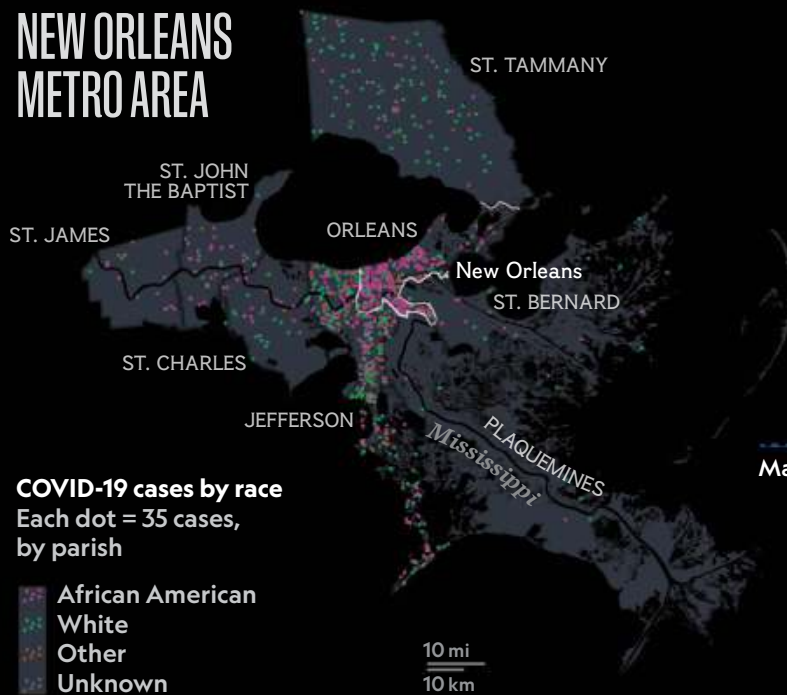 NEW ORLEANS
METRO AREA
ST. TAMMANY
ST. JOHN
THE BAPTIST
ST. JAMES
ORLEANS
New Orleans
ST. BERNARD
ST. CHARLES
JEFFERSON
PLAQUEMINES
Mississippi
Ma
COVID-19 cases by race
Each dot = 35 cases,
by parish
African American
White
Other
Unknown
10 mi
10 km